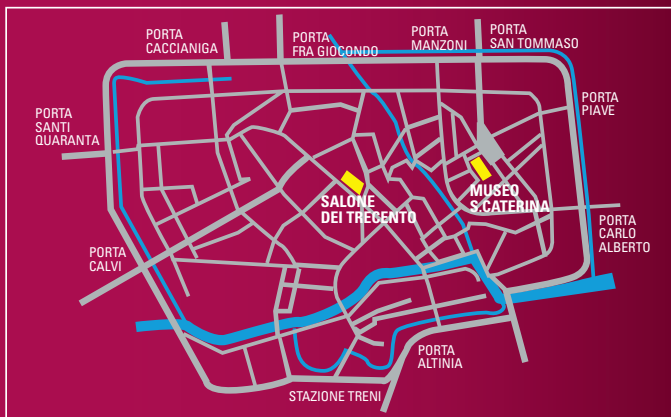 PORTA
CACCIANIGA
PORTA
FRA GIOCONDO
PORTA
MANZONI
PORTA
SAN TOMMASO
PORTA
SANTI
QUARANTA
PORTA
PIAVE
SALONE
DEI TRECENTO
MUSEO
S.CATERINA
PORTA
CARLO
ALBERTO
PORTA
CALVI
PORTA
ALTINIA
STAZIONE TRENI